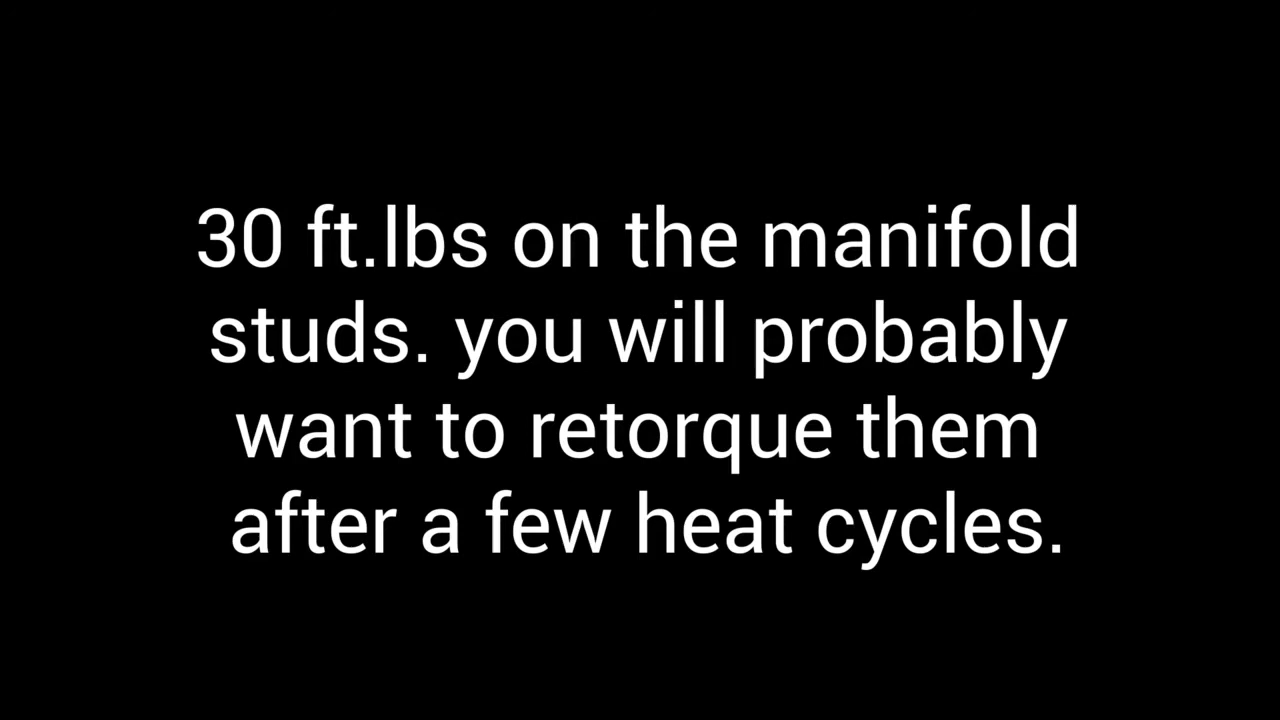 30 ft.lbs on the manifold
studs. you will probably
want to retorque them
after a few heat cycles.